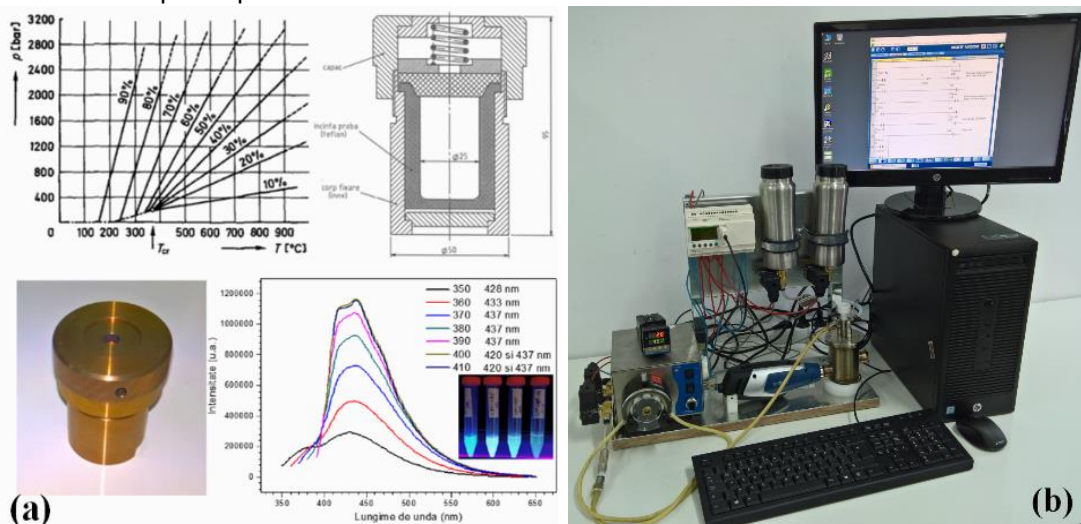 p [bar]
3200
2800
2400
2000
1600
1200
800
400
0
90%
80%
70%
60%
50%
40%
30%
20%
10%
100
200
300
400
500
600
700
800
900
Tcr
T [°C]
capac
incinta proba
(teflon)
corp fixare
(inox)
ϕ25
ϕ50
95
Intensitate (u.a.)
1200000
1000000
800000
600000
400000
200000
0
350 428 nm
360 433 nm
370 437 nm
380 437 nm
390 437 nm
400 420 si 437 nm
410 420 si 437 nm
350 400 450 500 550 600 650
Lungime de unda (nm)
(a)
(b)